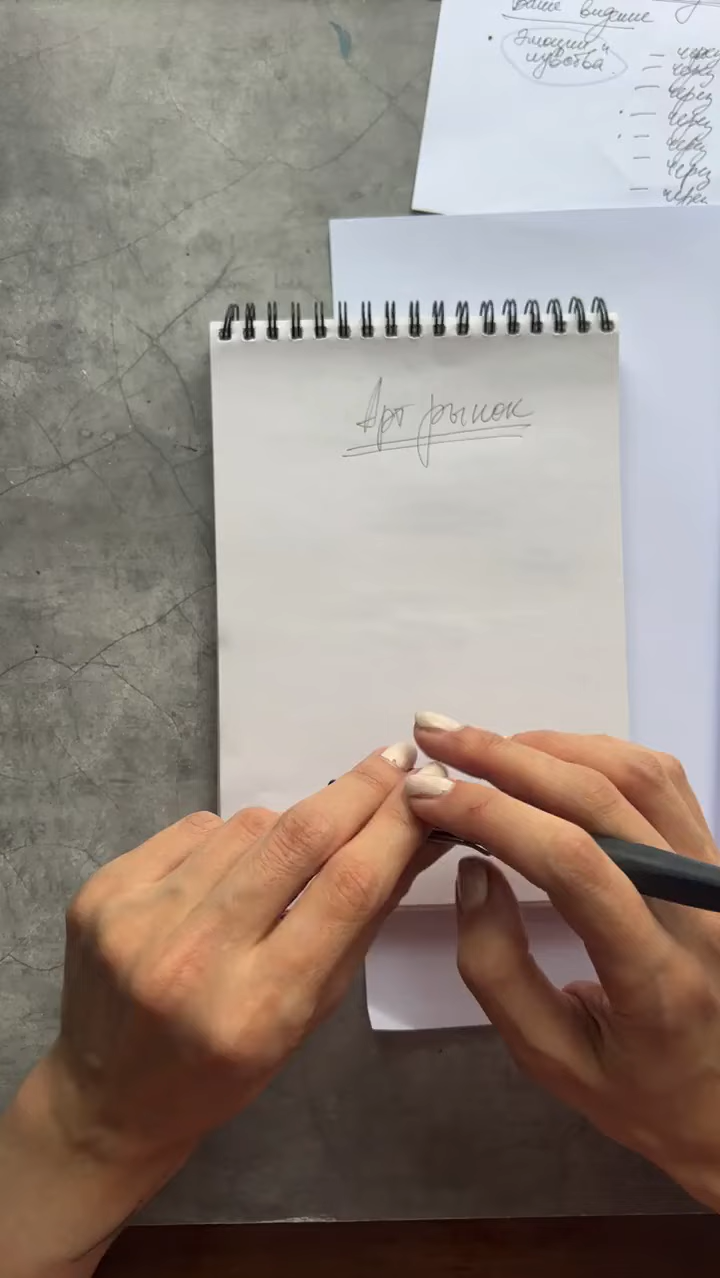 Ваше видение
Эмоции и
чувства.
— через
— через
— через
— через
— через
— через
— через
Арт рынок